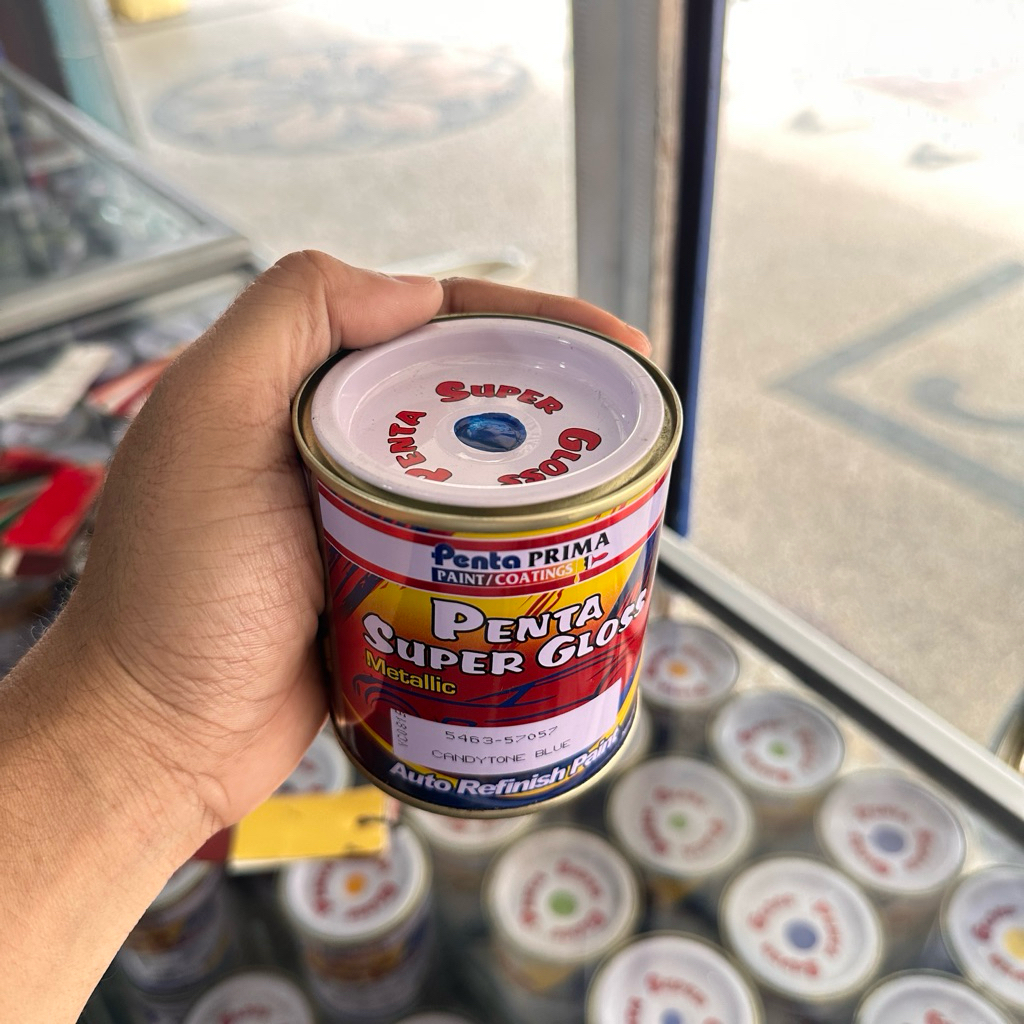 PENTA SUPER GLOSS
Penta PRIMA
PAINT/COATINGS
PENTA
SUPER GLOSS
Metallic
5463-57057
CANDYTONE BLUE
Auto Refinish Paint